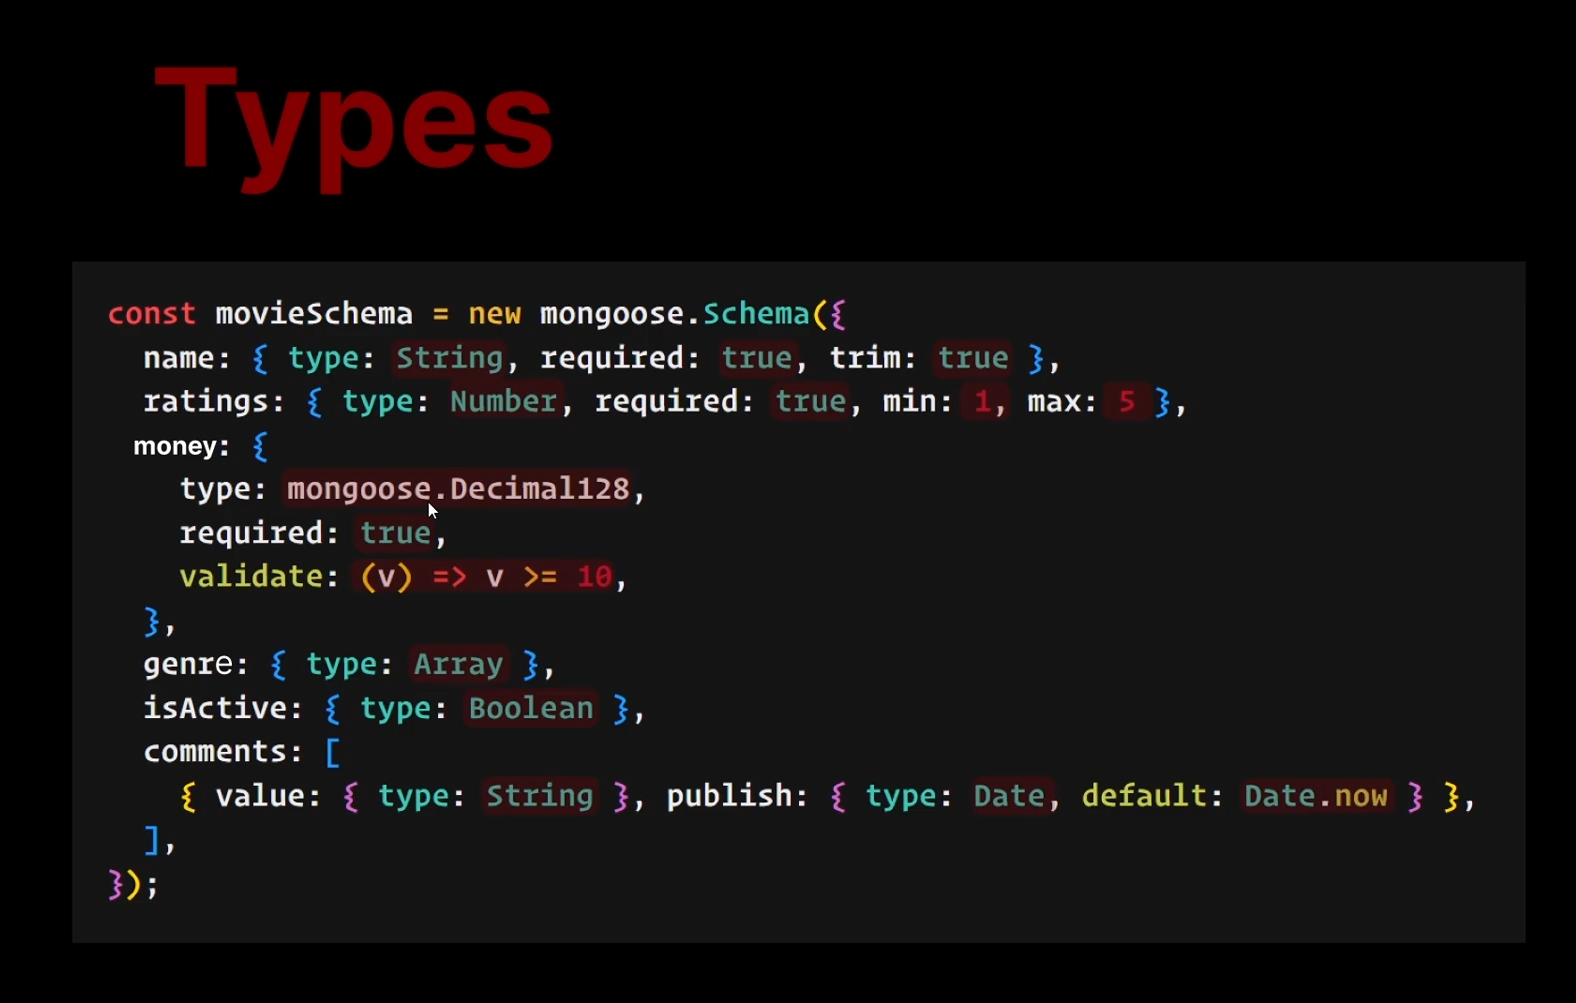 Types
const movieSchema = new mongoose.Schema({
name: { type: String, required: true, trim: true },
ratings: { type: Number, required: true, min: 1, max: 5 },
money: {
type: mongoose.Decimal128,
required: true,
validate: (v) => v >= 10,
},
genre: { type: Array },
isActive: { type: Boolean },
comments: [
{ value: { type: String }, publish: { type: Date, default: Date.now } },
],
});